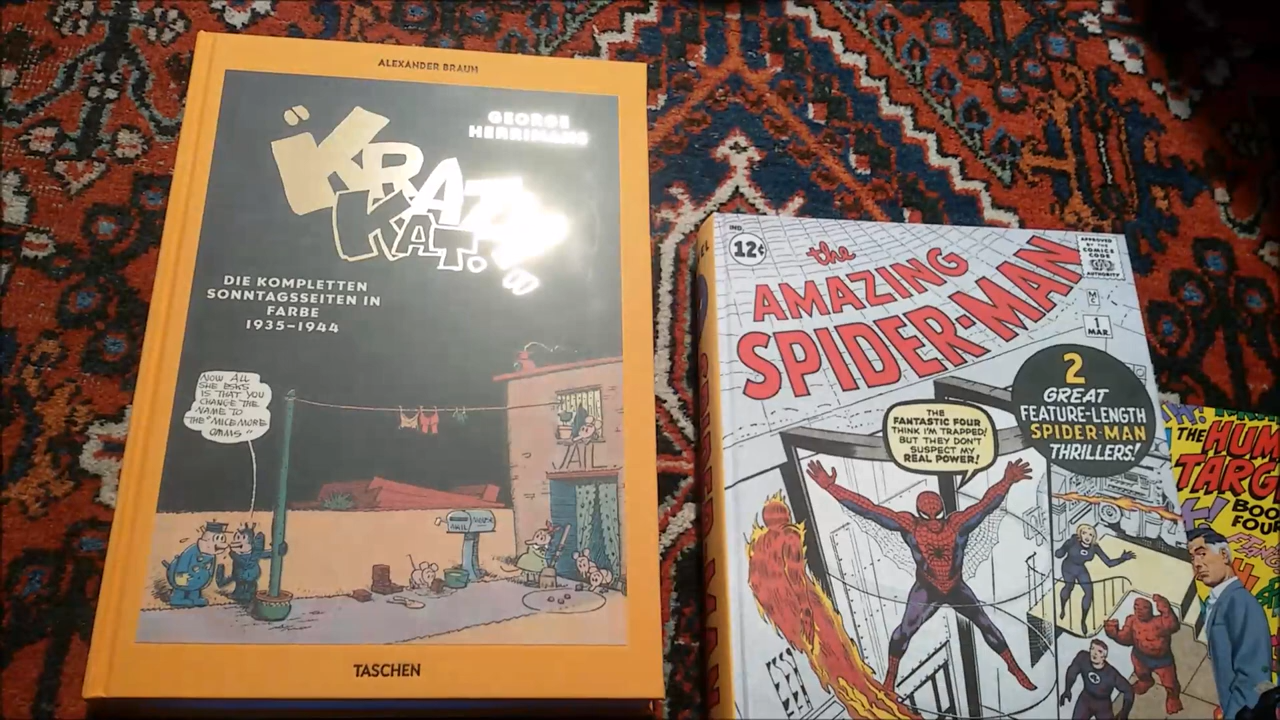 ALEXANDER BRAUN
GEORGE
HERRIMANS
KRAZY
KAT.
DIE KOMPLETTEN
SONNTAGSSEITEN IN
FARBE
1935–1944
NOW ALL
SHE ESKS
IS THAT YOU
CHANGE THE
NAME TO
THE "MICE MORE
TASCHEN
IND.
12¢
the
AMAZING
SPIDER-MAN
APPROVED
BY THE
COMICS
CODE
AUTHORITY
1
MAR.
2
GREAT
FEATURE-LENGTH
SPIDER-MAN
THRILLERS!
THE
FANTASTIC FOUR
THINK I'M TRAPPED!
BUT THEY DON'T
SUSPECT MY
REAL POWER!
THE HUM
TARG
BOO
FOU